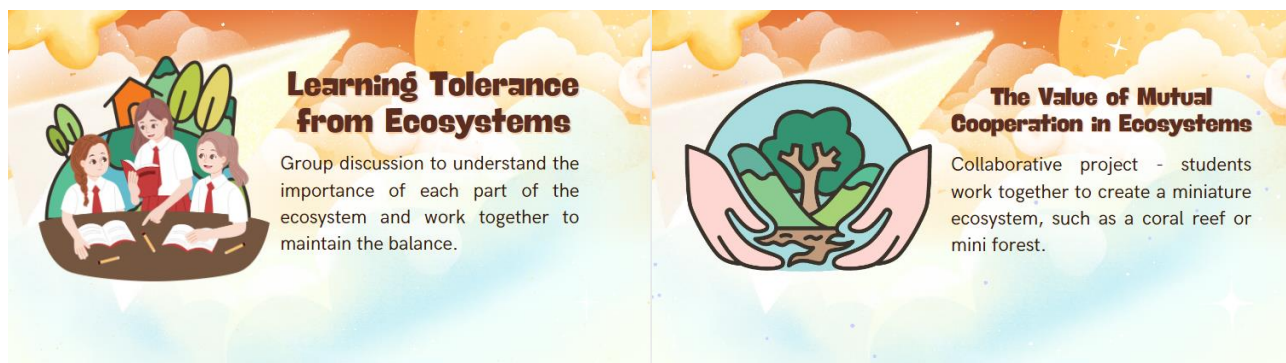 Learning Tolerance
from Ecosystems
Group discussion to understand the
importance of each part of the
ecosystem and work together to
maintain the balance.
The Value of Mutual
Cooperation in Ecosystems
Collaborative project - students
work together to create a miniature
ecosystem, such as a coral reef or
mini forest.